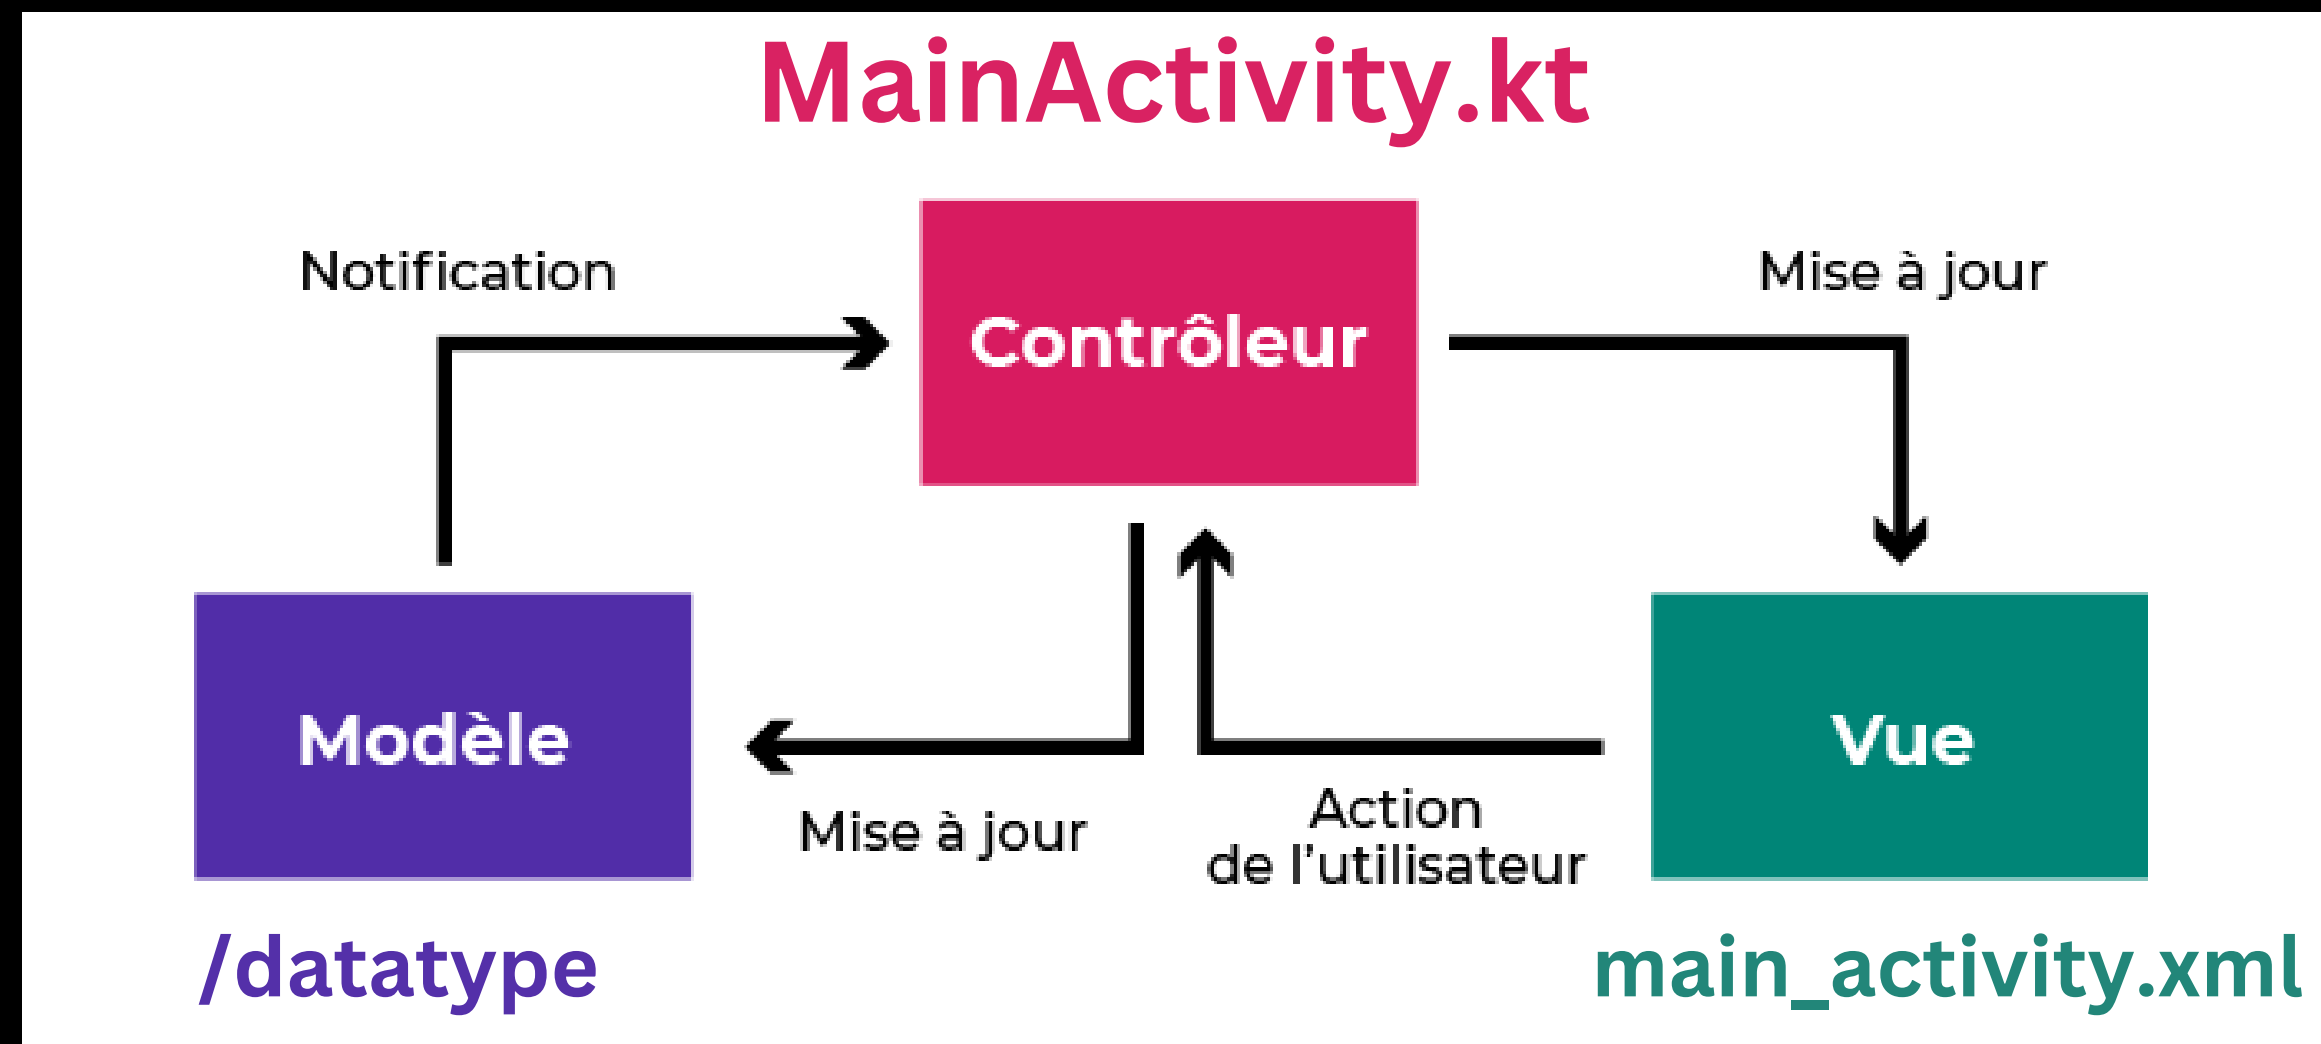 MainActivity.kt
Notification
Contrôleur
Mise à jour
Modèle
Mise à jour
Action
de l'utilisateur
Vue
/datatype
main_activity.xml